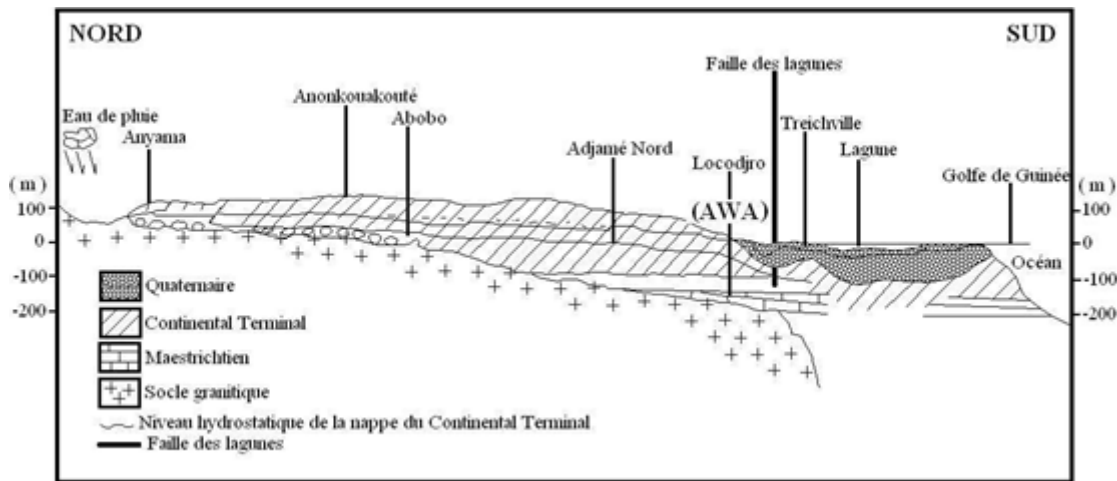 NORD
SUD
Faille des lagunes
Anonkouakouté
Eau de pluie
Abobo
Treichville
Anyama
Adjamé Nord
Lagune
Locodjro
Golfe de Guinée
(m)
(m)
100
(AWA)
100
0
0
Océan
-100
-100
-200
-200
Quaternaire
Continental Terminal
Maestrichtien
Socle granitique
Niveau hydrostatique de la nappe du Continental Terminal
Faille des lagunes